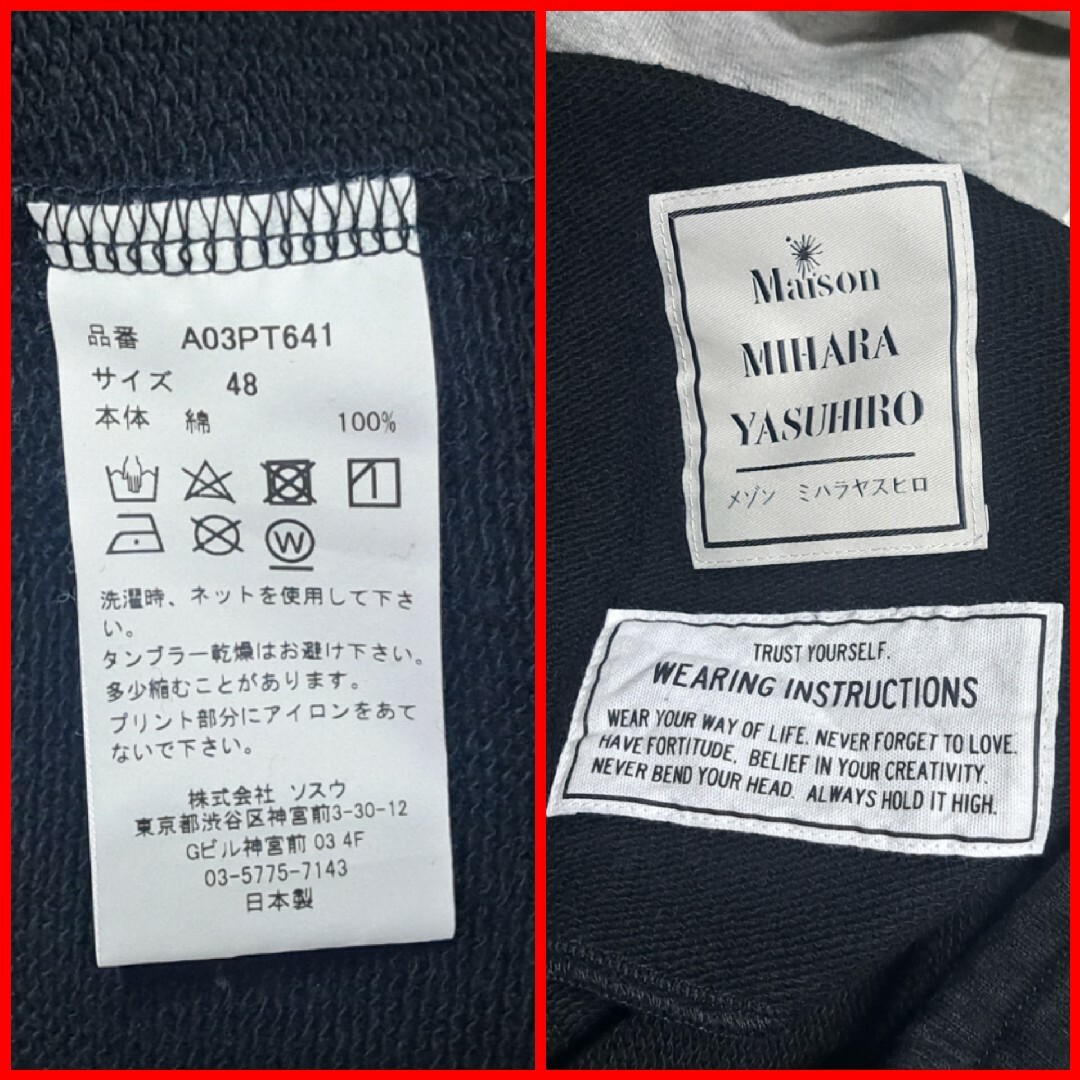 品番 A03PT641
サイズ 48
本体 綿 100%
W
洗濯時、ネットを使用して下さ
い。
タンブラー乾燥はお避け下さい。
多少縮むことがあります。
プリント部分にアイロンをあて
ないで下さい。
株式会社 ソスウ
東京都渋谷区神宮前3-30-12
Gビル神宮前 03 4F
03-5775-7143
日本製
Maison
MIHARA
YASUHIRO
メゾン ミハラヤスヒロ
TRUST YOURSELF.
WEARING INSTRUCTIONS
WEAR YOUR WAY OF LIFE. NEVER FORGET TO LOVE.
HAVE FORTITUDE, BELIEF IN YOUR CREATIVITY.
NEVER BEND YOUR HEAD. ALWAYS HOLD IT HIGH.